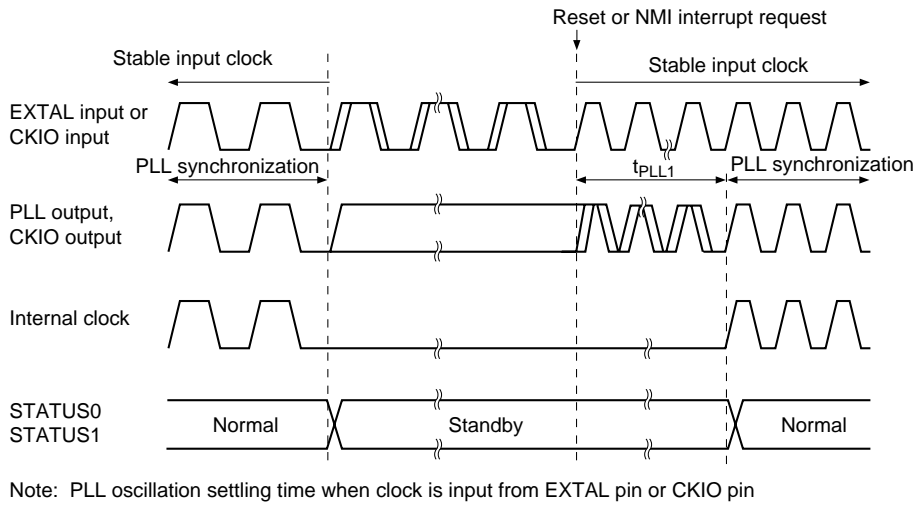 Reset or NMI interrupt request
Stable input clock
Stable input clock
EXTAL input or
CKIO input
PLL synchronization
tPLL1
PLL synchronization
PLL output,
CKIO output
Internal clock
STATUS0
STATUS1
Normal
Standby
Normal
Note: PLL oscillation settling time when clock is input from EXTAL pin or CKIO pin